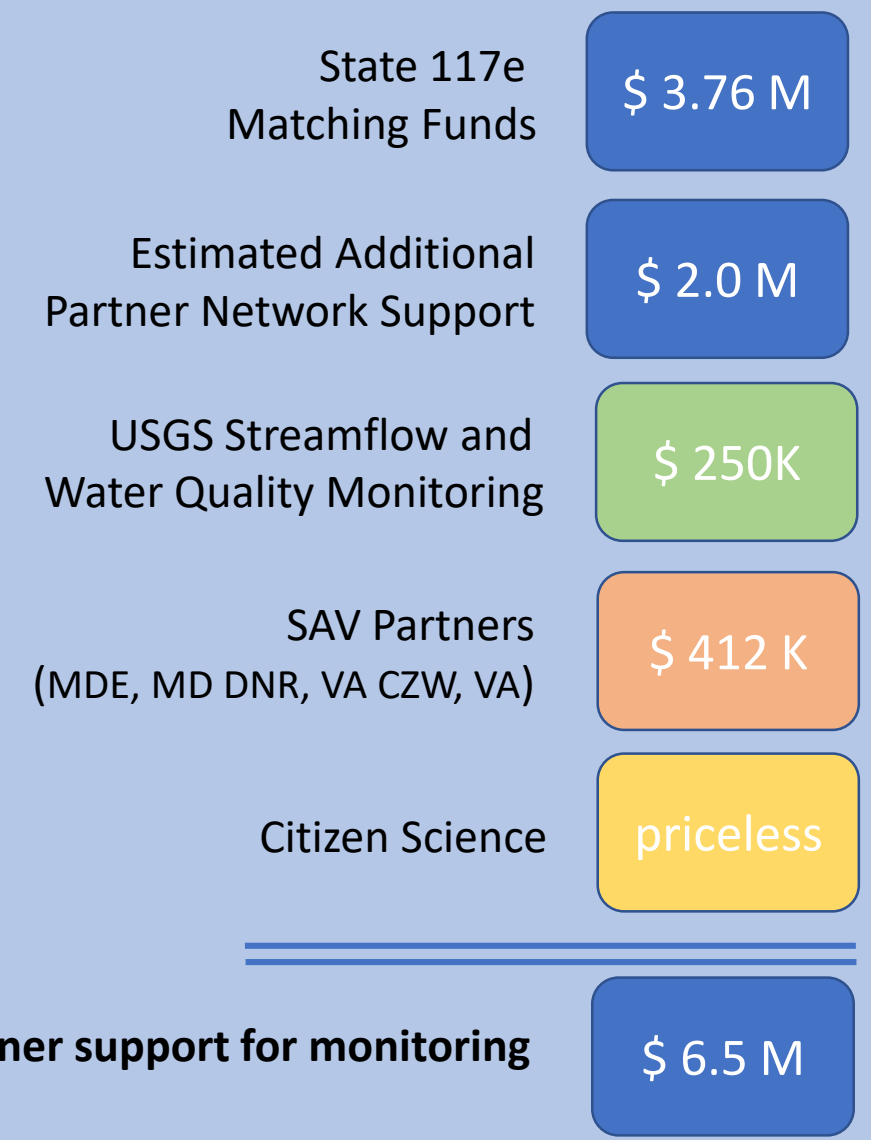 State 117e
Matching Funds
$ 3.76 M
Estimated Additional
Partner Network Support
$ 2.0 M
USGS Streamflow and
Water Quality Monitoring
$ 250K
SAV Partners
(MDE, MD DNR, VA CZW, VA)
$ 412 K
Citizen Science
priceless
support for monitoring
$ 6.5 M